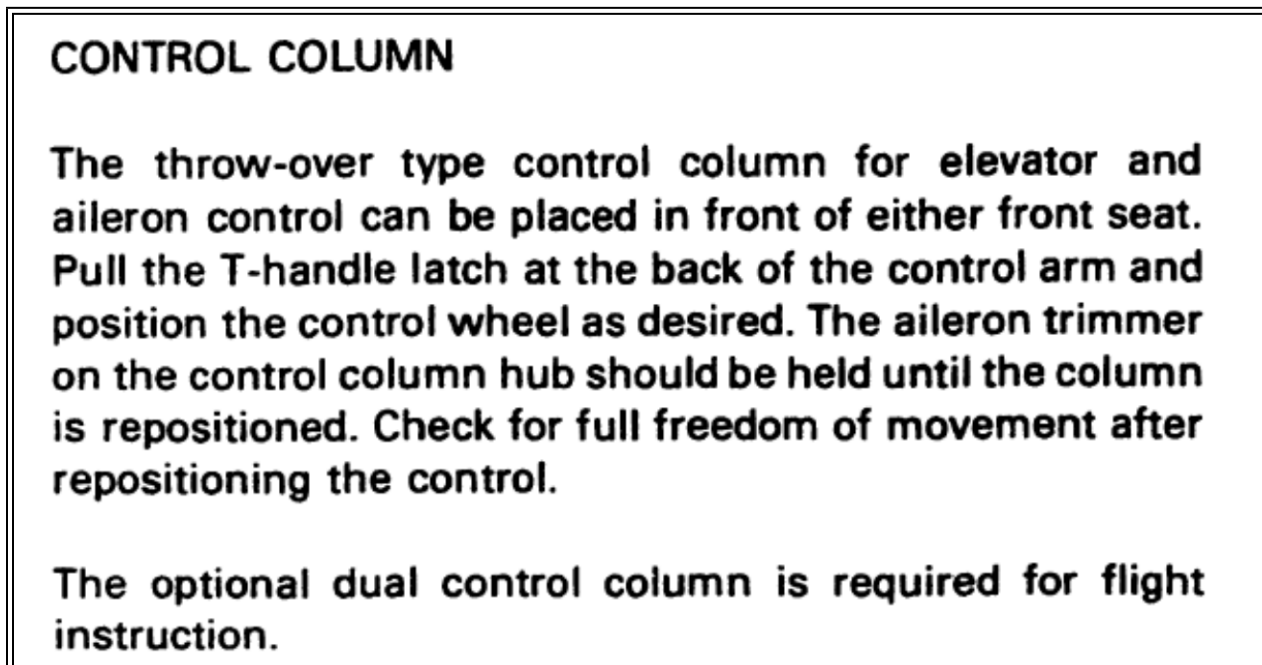 CONTROL COLUMN
The throw-over type control column for elevator and
aileron control can be placed in front of either front seat.
Pull the T-handle latch at the back of the control arm and
position the control wheel as desired. The aileron trimmer
on the control column hub should be held until the column
is repositioned. Check for full freedom of movement after
repositioning the control.
The optional dual control column is required for flight
instruction.